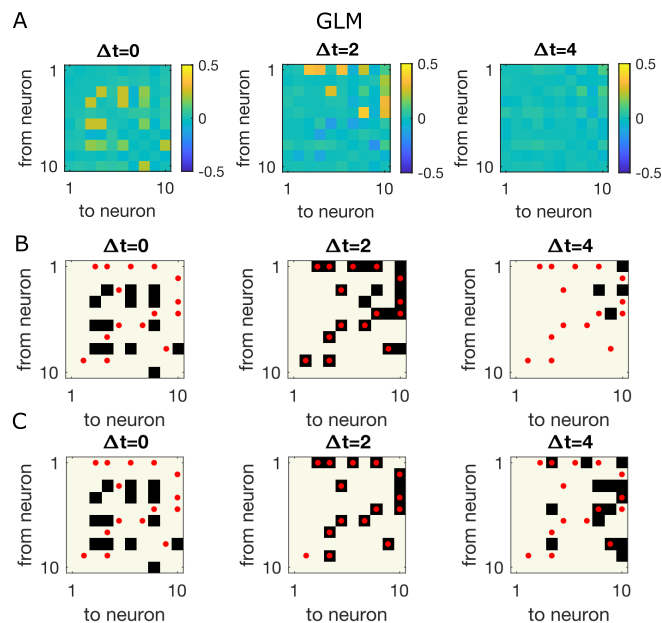 A
GLM
Δt=0
Δt=2
Δt=4
from neuron
1
10
1
10
to neuron
0.5
0
-0.5
from neuron
1
10
1
10
to neuron
0.5
0
-0.5
from neuron
1
10
1
10
to neuron
0.5
0
-0.5
B
Δt=0
Δt=2
Δt=4
from neuron
1
10
1
10
to neuron
from neuron
1
10
1
10
to neuron
from neuron
1
10
1
10
to neuron
C
Δt=0
Δt=2
Δt=4
from neuron
1
10
1
10
to neuron
from neuron
1
10
1
10
to neuron
from neuron
1
10
1
10
to neuron